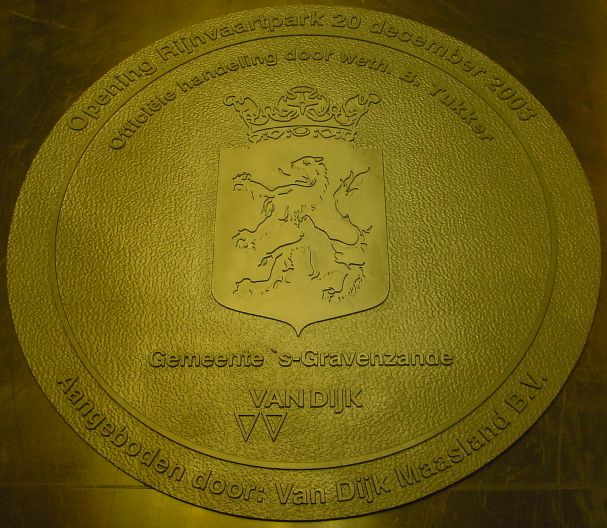 Opening Rijnvaartpark 20 december 2003
Officiële handeling door weth. B. Tukker
Gemeente `s-Gravenzande
VAN DIJK
Aangeboden door: Van Dijk Maasland B.V.